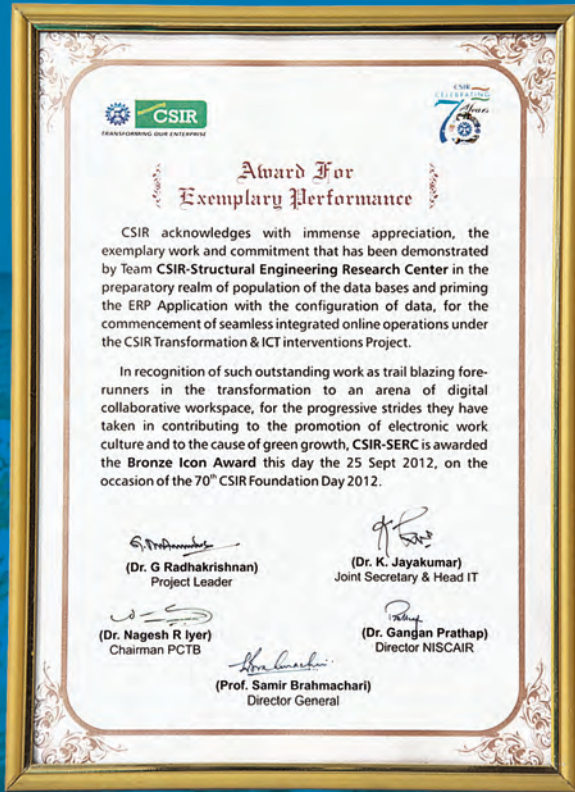 CSIR
TRANSFORMING OUR ENTERPRISE
CSIR
CELEBRATING
70 Years
Award For
Exemplary Performance
CSIR acknowledges with immense appreciation, the
exemplary work and commitment that has been demonstrated
by Team CSIR-Structural Engineering Research Center in the
preparatory realm of population of the data bases and priming
the ERP Application with the configuration of data, for the
commencement of seamless integrated online operations under
the CSIR Transformation & ICT interventions Project.
In recognition of such outstanding work as trail blazing fore-
runners in the transformation to an arena of digital
collaborative workspace, for the progressive strides they have
taken in contributing to the promotion of electronic work
culture and to the cause of green growth, CSIR-SERC is awarded
the Bronze Icon Award this day the 25 Sept 2012, on the
occasion of the 70th CSIR Foundation Day 2012.
(Dr. G Radhakrishnan)
Project Leader
(Dr. K. Jayakumar)
Joint Secretary & Head IT
(Dr. Nagesh R Iyer)
Chairman PCTB
(Dr. Gangan Prathap)
Director NISCAIR
(Prof. Samir Brahmachari)
Director General